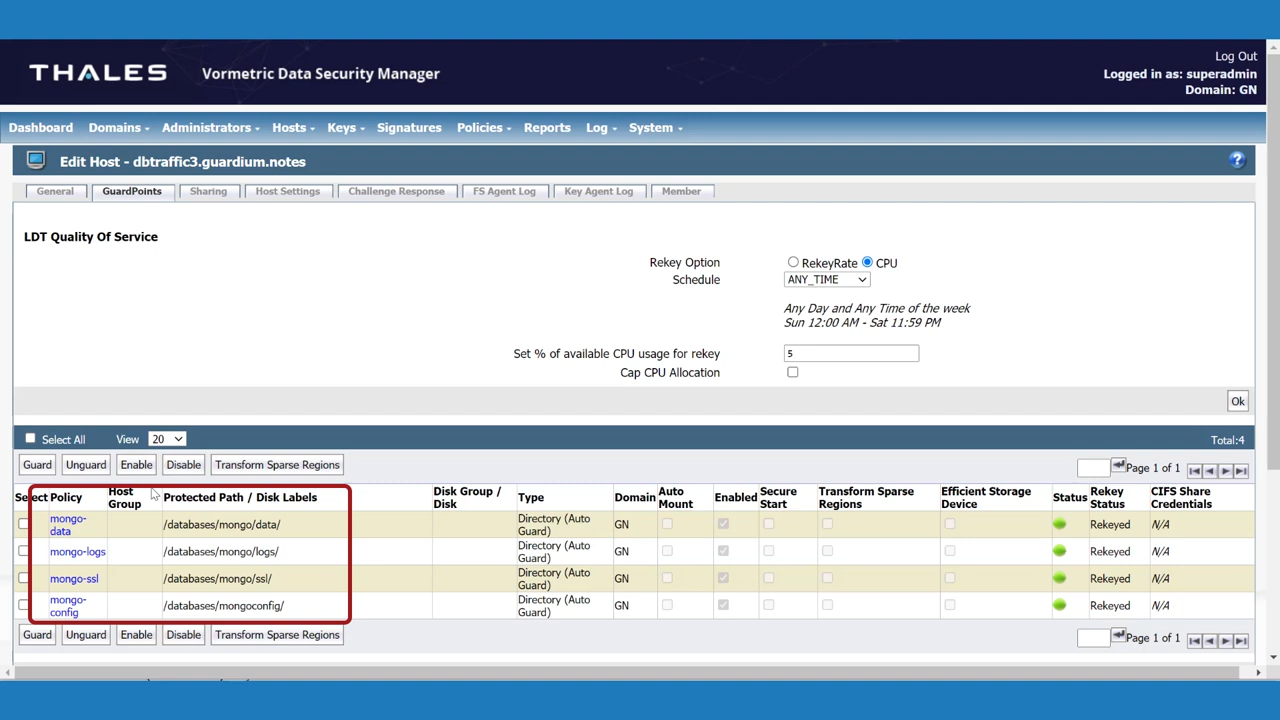 THALES Vormetric Data Security Manager
Log Out
Logged in as: superadmin
Domain: GN
Dashboard Domains Administrators Hosts Keys Signatures Policies Reports Log System
Edit Host - dbtraffic3.guardium.notes ?
General GuardPoints Sharing Host Settings Challenge Response FS Agent Log Key Agent Log Member
LDT Quality Of Service
Rekey Option RekeyRate CPU
Schedule ANY_TIME
Any Day and Any Time of the week
Sun 12:00 AM - Sat 11:59 PM
Set % of available CPU usage for rekey 5
Cap CPU Allocation
Ok
Select All View 20 Total:4
Guard Unguard Enable Disable Transform Sparse Regions Page 1 of 1
Select Policy Host Group Protected Path / Disk Labels Disk Group / Disk Type Domain Auto Mount Enabled Secure Start Transform Sparse Regions Efficient Storage Device Status Rekey Status CIFS Share Credentials
mongo-data /databases/mongo/data/ Directory (Auto Guard) GN Rekeyed N/A
mongo-logs /databases/mongo/logs/ Directory (Auto Guard) GN Rekeyed N/A
mongo-ssl /databases/mongo/ssl/ Directory (Auto Guard) GN Rekeyed N/A
mongo-config /databases/mongoconfig/ Directory (Auto Guard) GN Rekeyed N/A
Guard Unguard Enable Disable Transform Sparse Regions Page 1 of 1